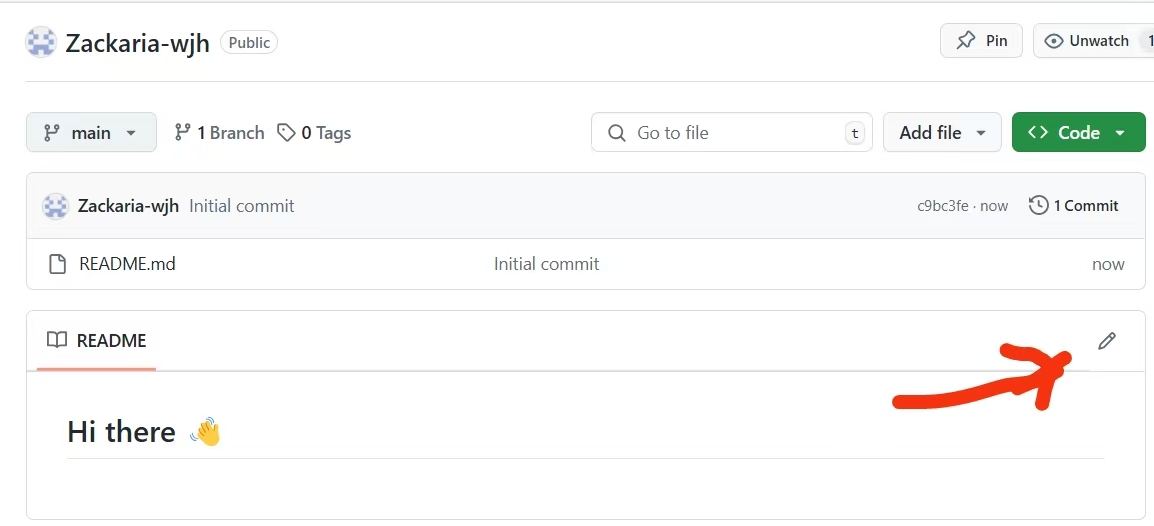 Zackaria-wjh Public Pin Unwatch 1
main 1 Branch 0 Tags Go to file t Add file <> Code
Zackaria-wjh Initial commit c9bc3fe · now 1 Commit
README.md Initial commit now
README
Hi there 👋